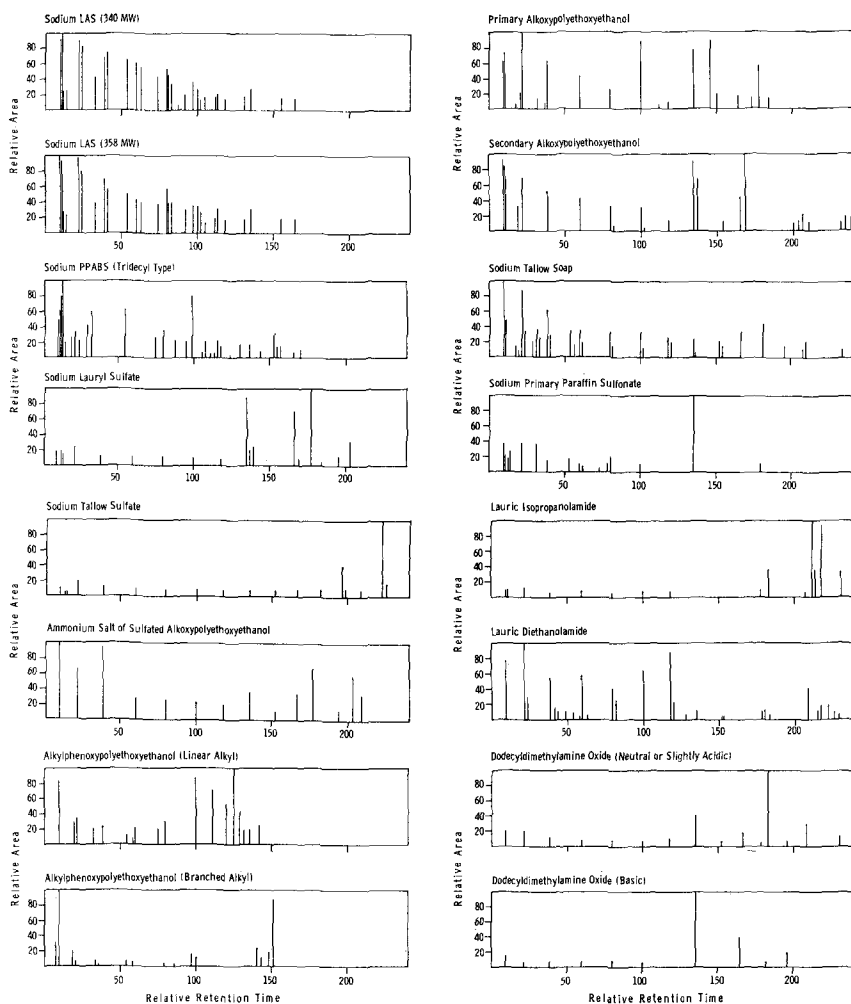 Sodium LAS (340 MW)
80
60
40
20
Sodium LAS (358 MW)
80
60
40
20
50 100 150 200
Relative Area
Sodium PPABS (Tridecyl Type)
80
60
40
20
Sodium Lauryl Sulfate
80
60
40
20
50 100 150 200
Relative Area
Sodium Tallow Sulfate
80
60
40
20
Ammonium Salt of Sulfated Alkoxypolyethoxyethanol
80
60
40
20
50 100 150 200
Relative Area
Alkylphenoxypolyethoxyethanol (Linear Alkyl)
80
60
40
20
Alkylphenoxypolyethoxyethanol (Branched Alkyl)
80
60
40
20
50 100 150 200
Relative Area
Relative Retention Time
Primary Alkoxypolyethoxyethanol
80
60
40
20
Secondary Alkoxypolyethoxyethanol
80
60
40
20
50 100 150 200
Relative Area
Sodium Tallow Soap
80
60
40
20
Sodium Primary Paraffin Sulfonate
80
60
40
20
50 100 150 200
Relative Area
Lauric Isopropanolamide
80
60
40
20
Lauric Diethanolamide
80
60
40
20
50 100 150 200
Relative Area
Dodecyldimethylamine Oxide (Neutral or Slightly Acidic)
80
60
40
20
Dodecyldimethylamine Oxide (Basic)
80
60
40
20
50 100 150 200
Relative Area
Relative Retention Time